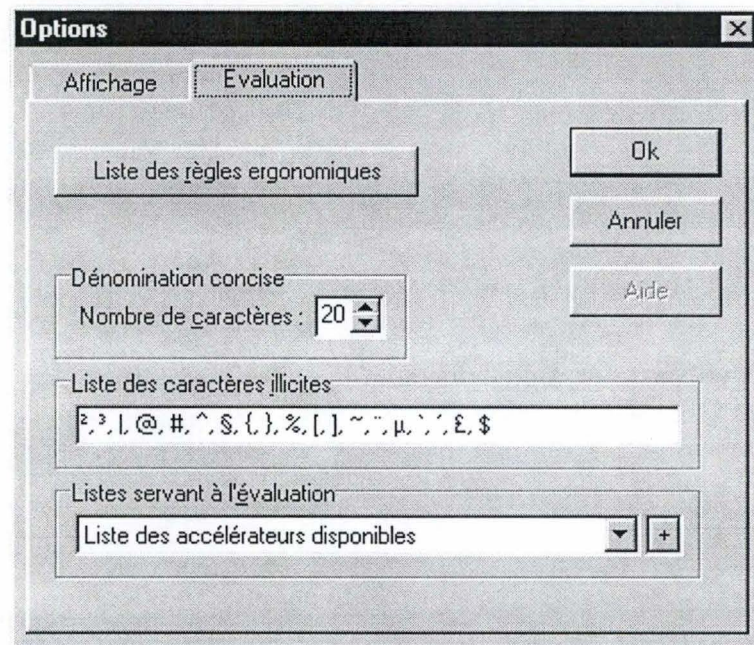 Options
Affichage
Evaluation
Liste des règles ergonomiques
Ok
Annuler
Aide
Dénomination concise
Nombre de caractères : 20
Liste des caractères illicites
²,³,|,@,#,^,§,{,},%,[,],~,¨,µ,`,´,£,$
Listes servant à l'évaluation
Liste des accélérateurs disponibles
+